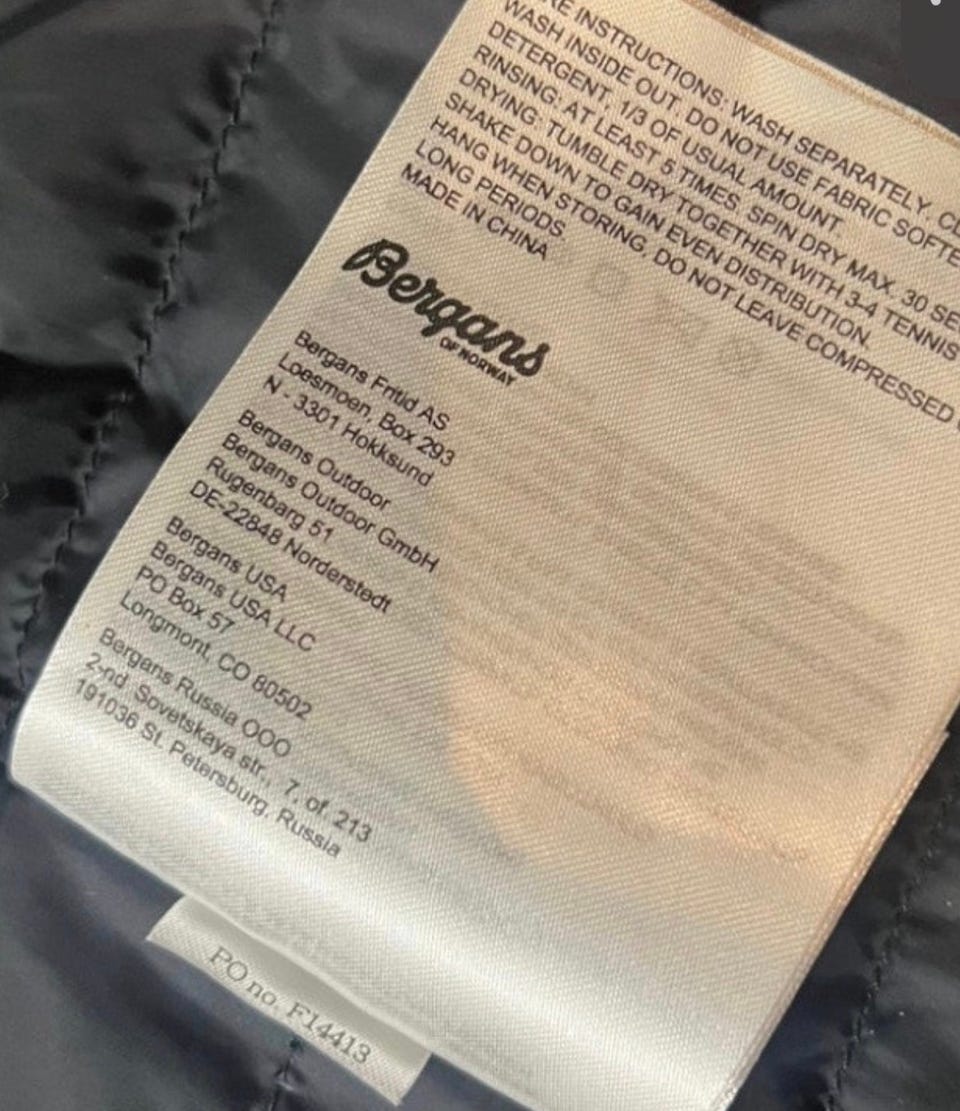 RE INSTRUCTIONS: WASH SEPARATELY. CL
WASH INSIDE OUT. DO NOT USE FABRIC SOFTE
DETERGENT, 1/3 OF USUAL AMOUNT.
RINSING: AT LEAST 5 TIMES. SPIN DRY MAX. 30 SE
DRYING: TUMBLE DRY TOGETHER WITH 3-4 TENNIS
SHAKE DOWN TO GAIN EVEN DISTRIBUTION.
HANG WHEN STORING, DO NOT LEAVE COMPRESSED
LONG PERIODS.
MADE IN CHINA
Bergans
OF NORWAY
Bergans Fritid AS
Loesmoen, Box 293
N - 3301 Hokksund
Bergans Outdoor
Bergans Outdoor GmbH
Rugenbarg 51
DE-22848 Norderstedt
Bergans USA
Bergans USA LLC
PO Box 57
Longmont, CO 80502
Bergans Russia OOO
2-nd Sovetskaya str., 7, of. 213
191036 St. Petersburg, Russia
PO no. F14413